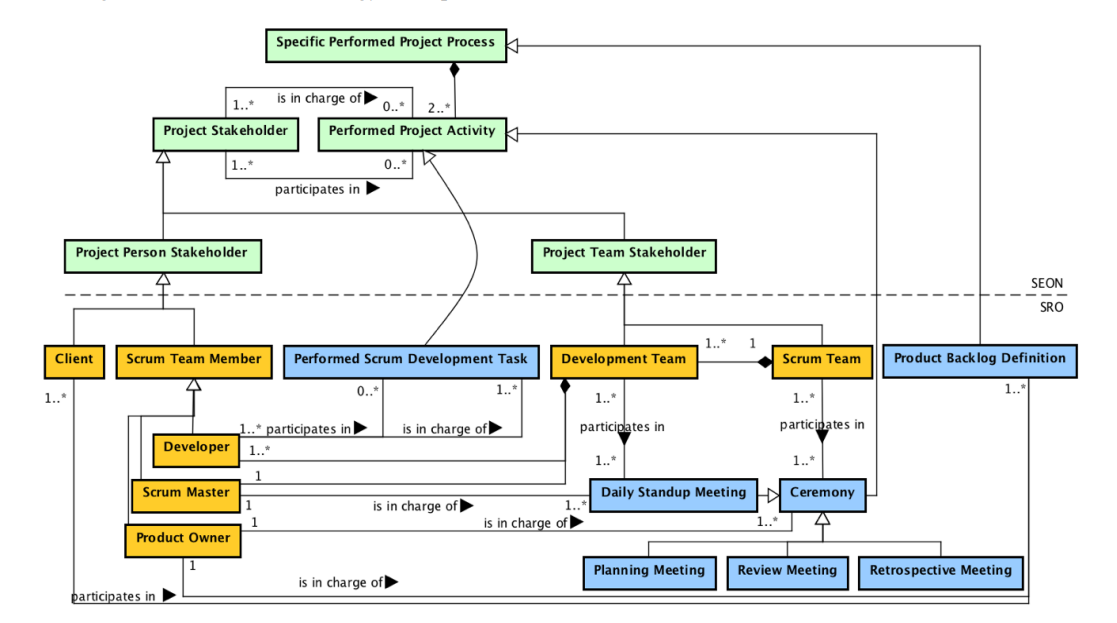 Specific Performed Project Process
is in charge of
1..*
0..*
2..*
Project Stakeholder
Performed Project Activity
1..*
0..*
participates in
Project Person Stakeholder
Project Team Stakeholder
SEON
SRO
Client
Scrum Team Member
Performed Scrum Development Task
Development Team
1..*
1
Scrum Team
Product Backlog Definition
1..*
0..*
1..*
1..*
1..*
1..*
1..* participates in
is in charge of
participates in
participates in
Developer
1..*
1..*
1..*
1
Scrum Master
Daily Standup Meeting
Ceremony
1
is in charge of
1..*
1
is in charge of
1..*
Product Owner
1
Planning Meeting
Review Meeting
Retrospective Meeting
is in charge of
participates in